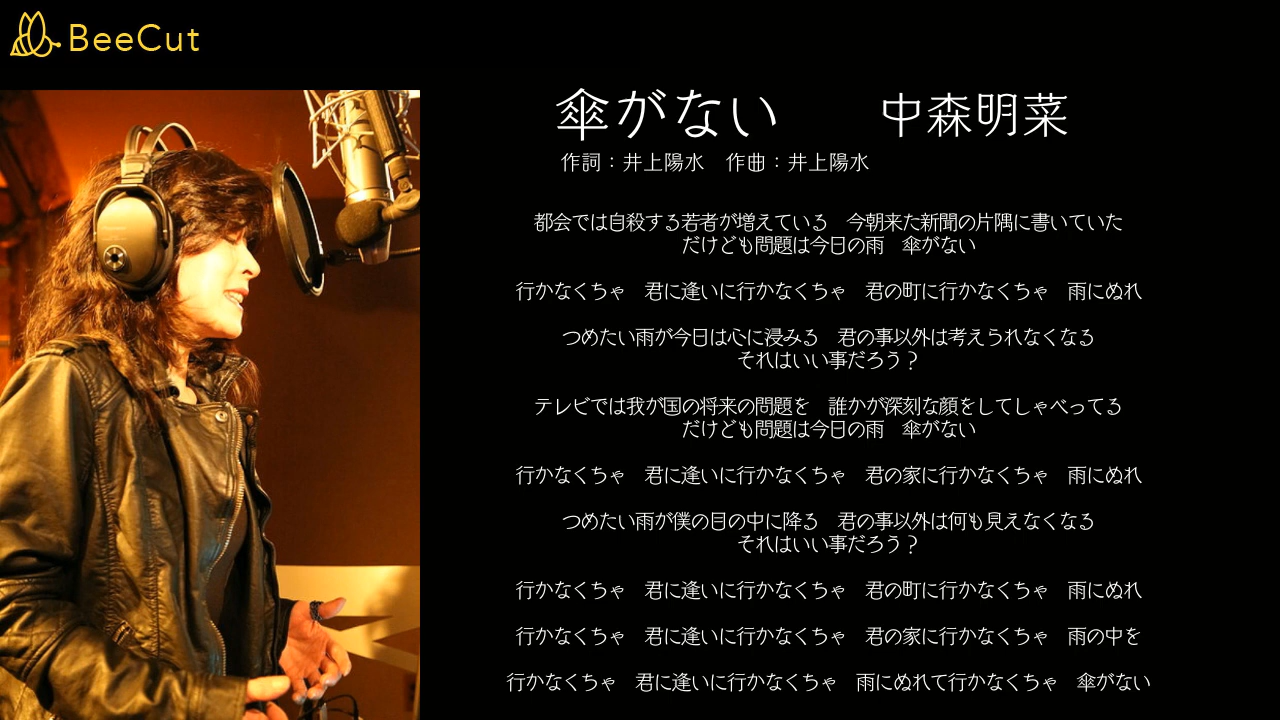 BeeCut
傘がない　　中森明菜
作詞：井上陽水　作曲：井上陽水
都会では自殺する若者が増えている　今朝来た新聞の片隅に書いていた
だけども問題は今日の雨　傘がない
行かなくちゃ　君に逢いに行かなくちゃ　君の町に行かなくちゃ　雨にぬれ
つめたい雨が今日は心に浸みる　君の事以外は考えられなくなる
それはいい事だろう？
テレビでは我が国の将来の問題を　誰かが深刻な顔をしてしゃべってる
だけども問題は今日の雨　傘がない
行かなくちゃ　君に逢いに行かなくちゃ　君の家に行かなくちゃ　雨にぬれ
つめたい雨が僕の目の中に降る　君の事以外は何も見えなくなる
それはいい事だろう？
行かなくちゃ　君に逢いに行かなくちゃ　君の町に行かなくちゃ　雨にぬれ
行かなくちゃ　君に逢いに行かなくちゃ　君の家に行かなくちゃ　雨の中を
行かなくちゃ　君に逢いに行かなくちゃ　雨にぬれて行かなくちゃ　傘がない